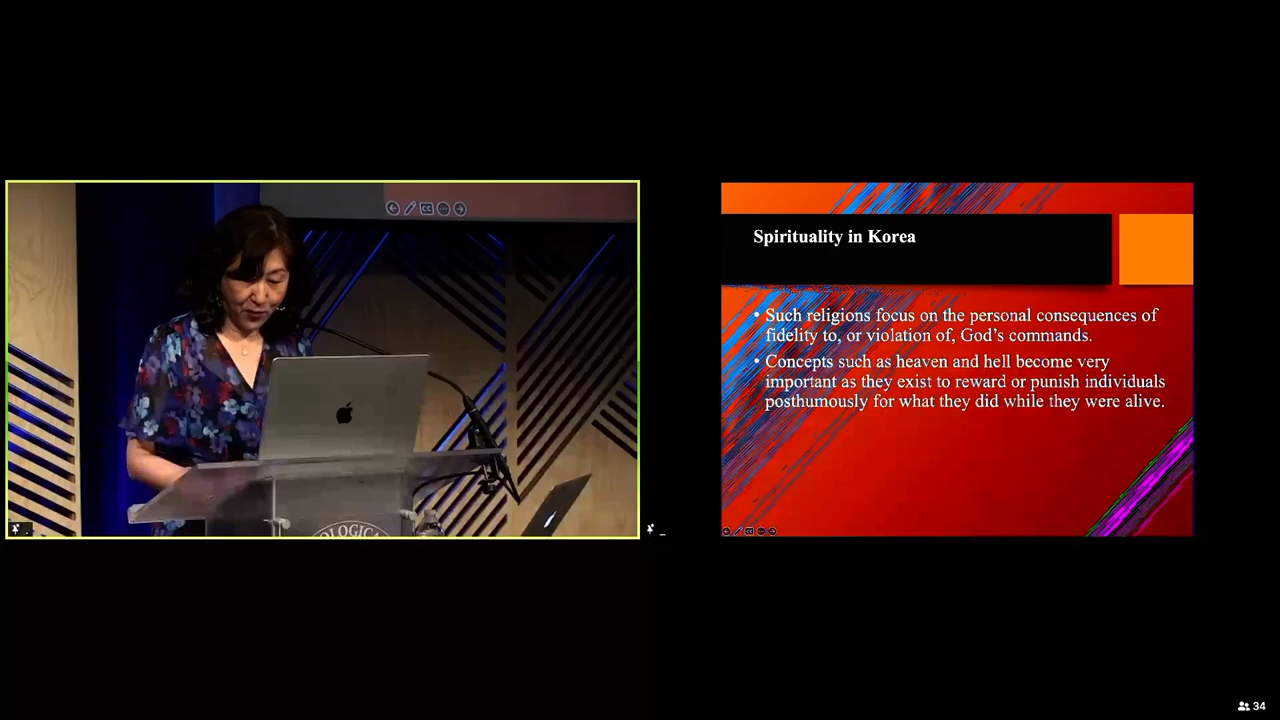 CC
OLOGICA
Spirituality in Korea
• Such religions focus on the personal consequences of
fidelity to, or violation of, God’s commands.
• Concepts such as heaven and hell become very
important as they exist to reward or punish individuals
posthumously for what they did while they were alive.
34